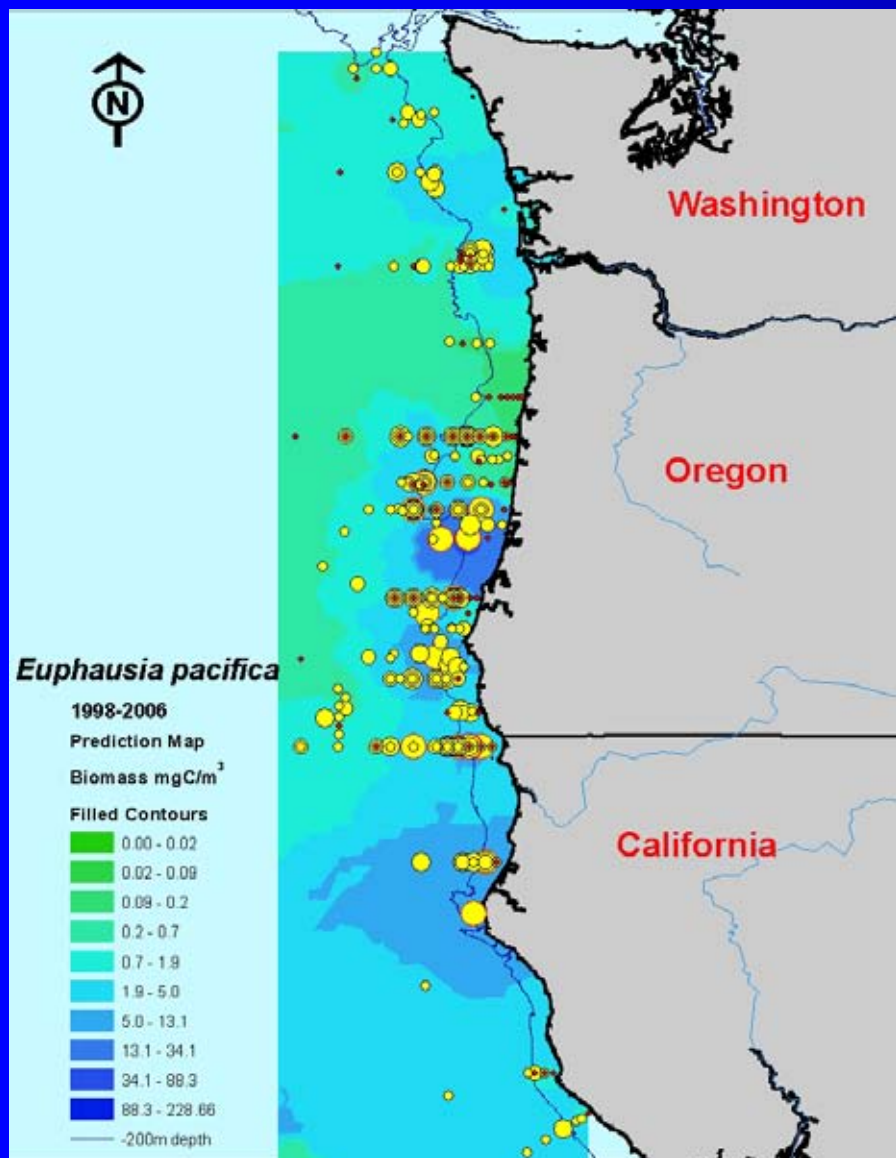 N
Washington
Oregon
Euphausia pacifica
1998-2006
Prediction Map
Biomass mgC/m³
Filled Contours
0.00 - 0.02
0.02 - 0.09
0.09 - 0.2
0.2 - 0.7
0.7 - 1.9
1.9 - 5.0
5.0 - 13.1
13.1 - 34.1
34.1 - 89.3
88.3 - 228.66
-200m depth
California